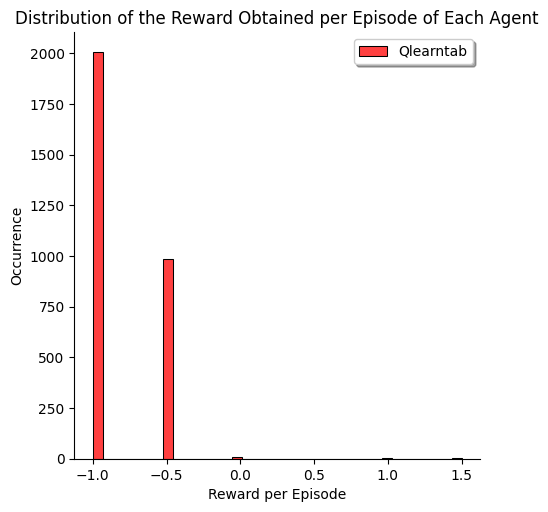 Distribution of the Reward Obtained per Episode of Each Agent
Qlearntab
2000
1750
1500
1250
1000
750
500
250
0
Occurrence
−1.0 −0.5 0.0 0.5 1.0 1.5
Reward per Episode